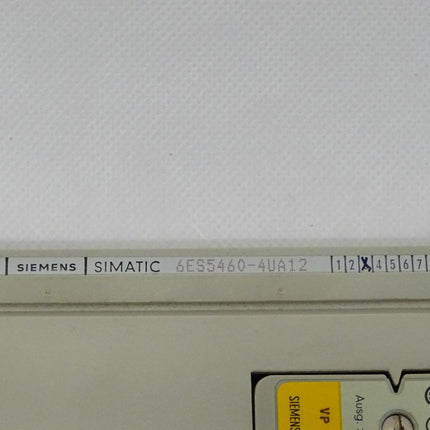 SIEMENS SIMATIC 6ES5460-4UA12 1 2 X 4 5 6 7
VP
SIEMENS
Ausg.